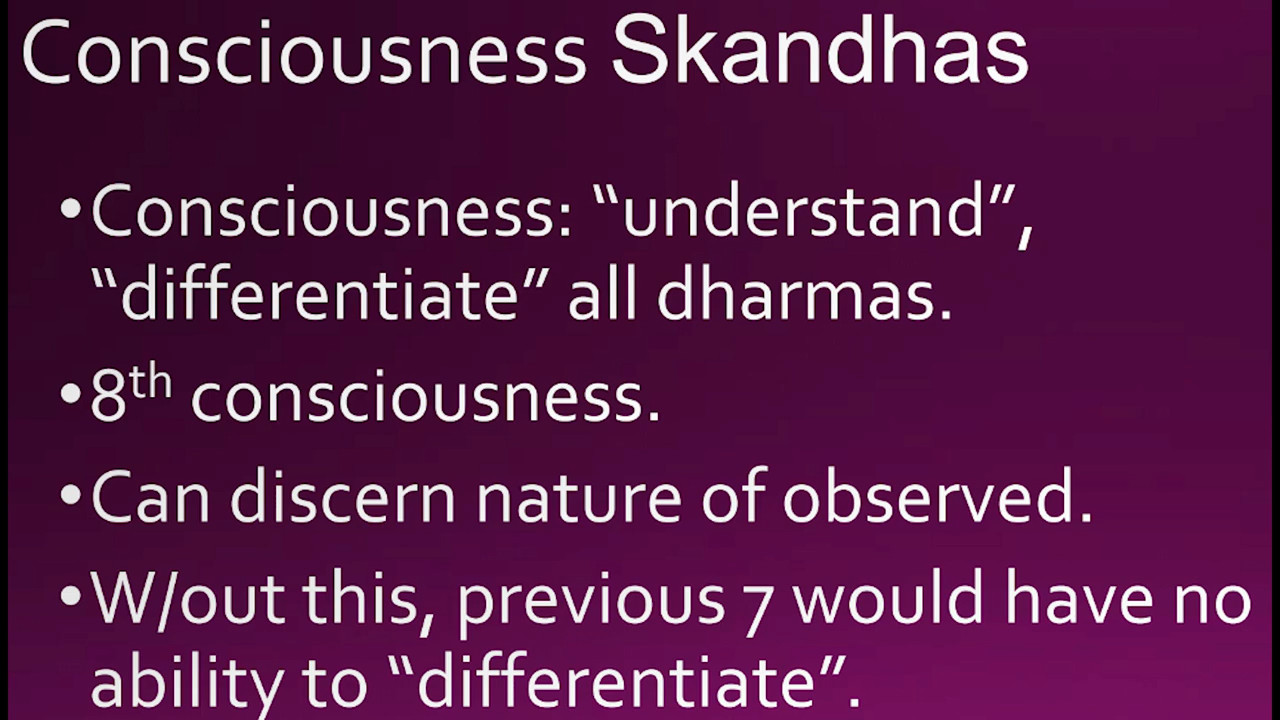 Consciousness Skandhas
•Consciousness: “understand”,
“differentiate” all dharmas.
•8th consciousness.
•Can discern nature of observed.
•W/out this, previous 7 would have no
ability to “differentiate”.